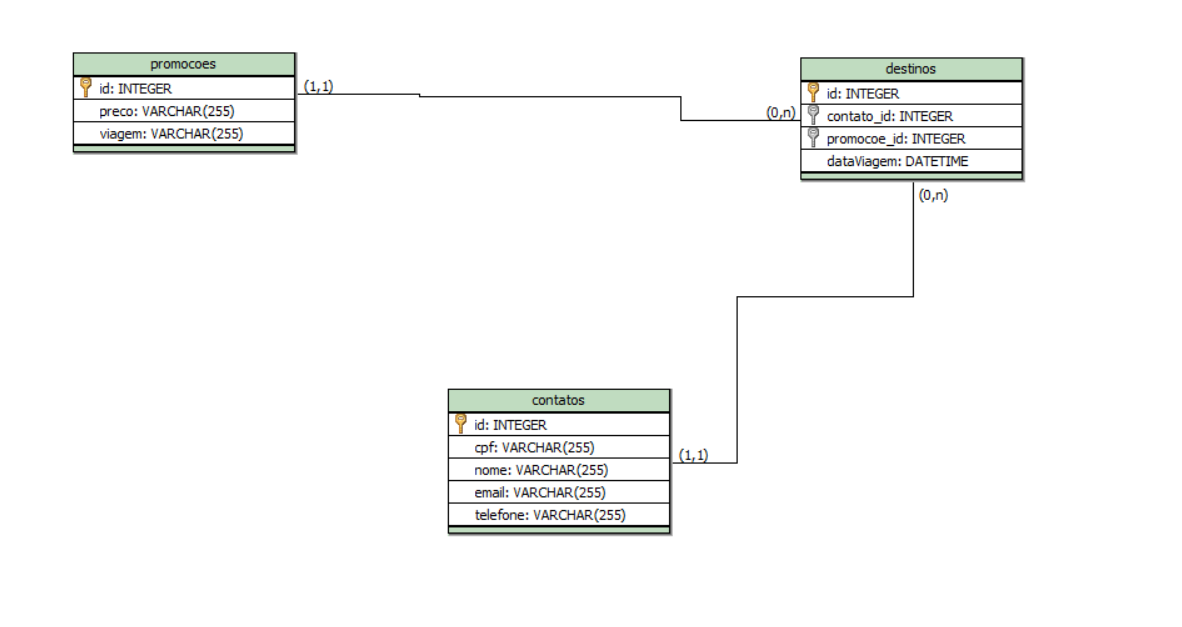 promocoes
id: INTEGER
preco: VARCHAR(255)
viagem: VARCHAR(255)
(1,1)
(0,n)
destinos
id: INTEGER
contato_id: INTEGER
promocoe_id: INTEGER
dataViagem: DATETIME
(0,n)
contatos
id: INTEGER
cpf: VARCHAR(255)
nome: VARCHAR(255)
email: VARCHAR(255)
telefone: VARCHAR(255)
(1,1)